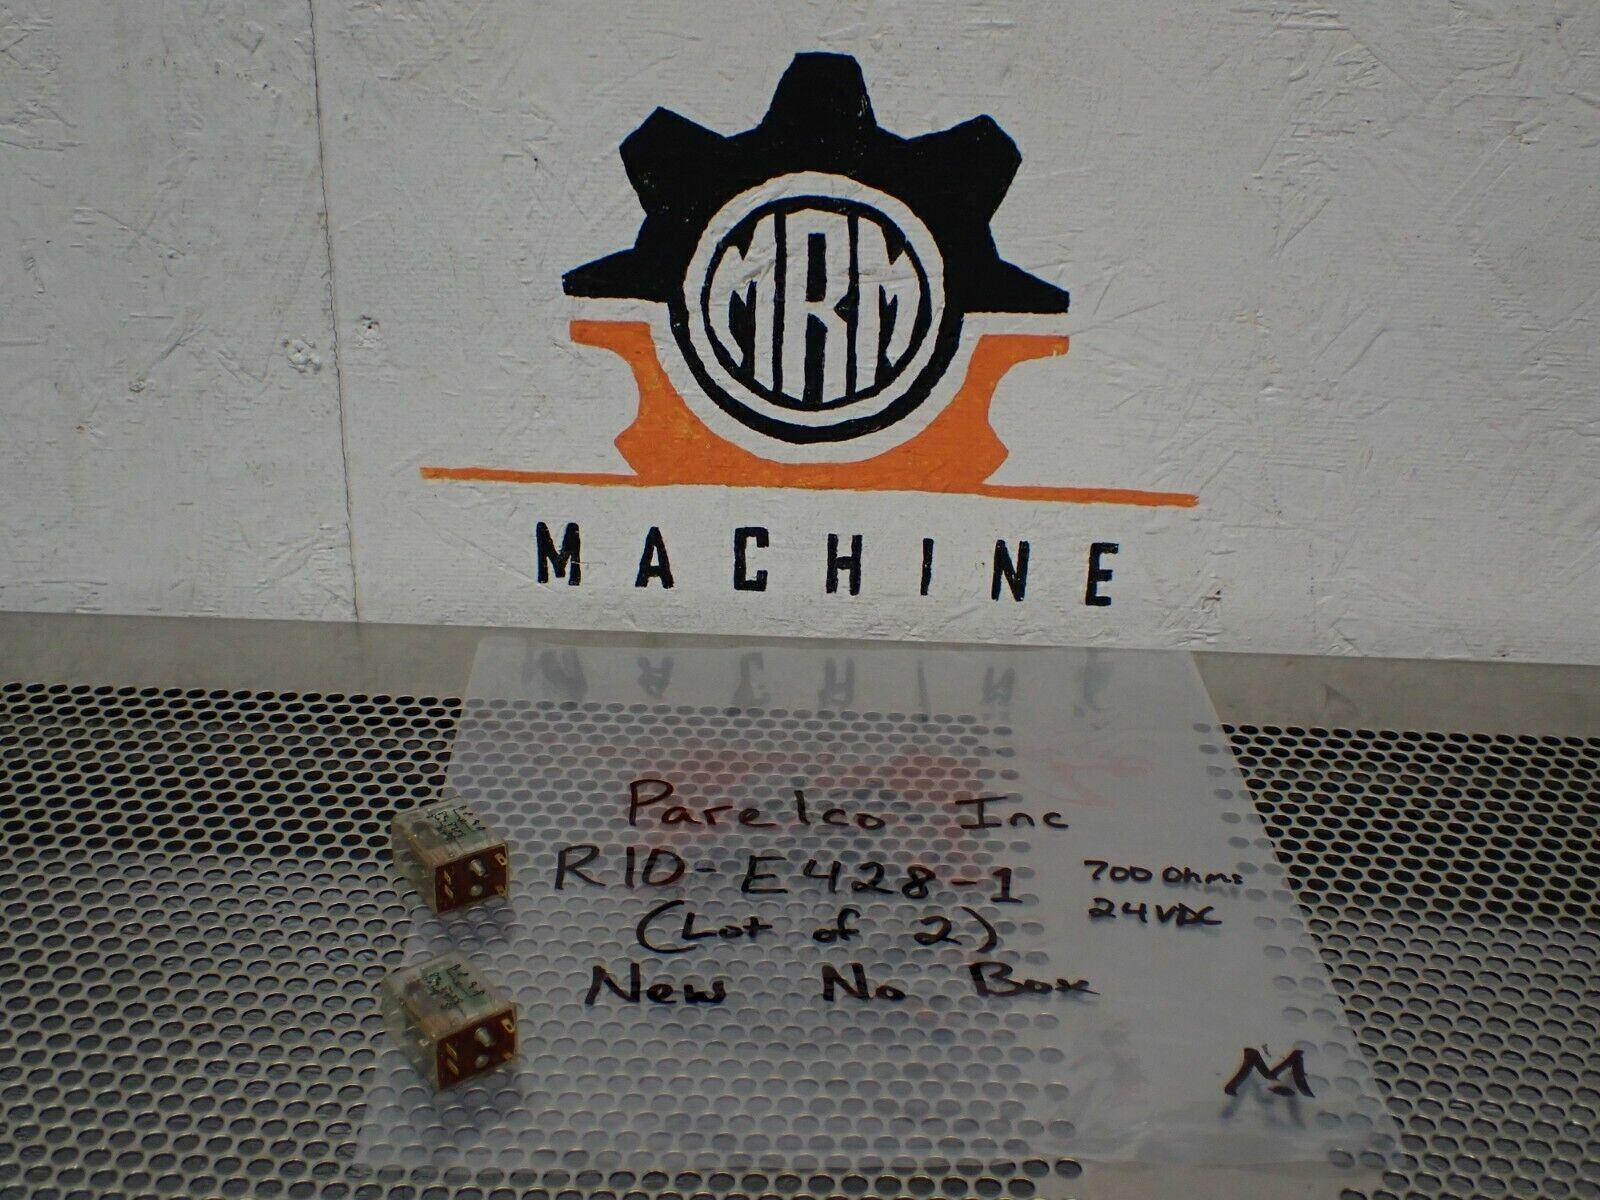 MRM
MACHINE
Parelco Inc
R10-E428-1
(Lot of 2)
New No Box
700 Ohms
24VDC
M